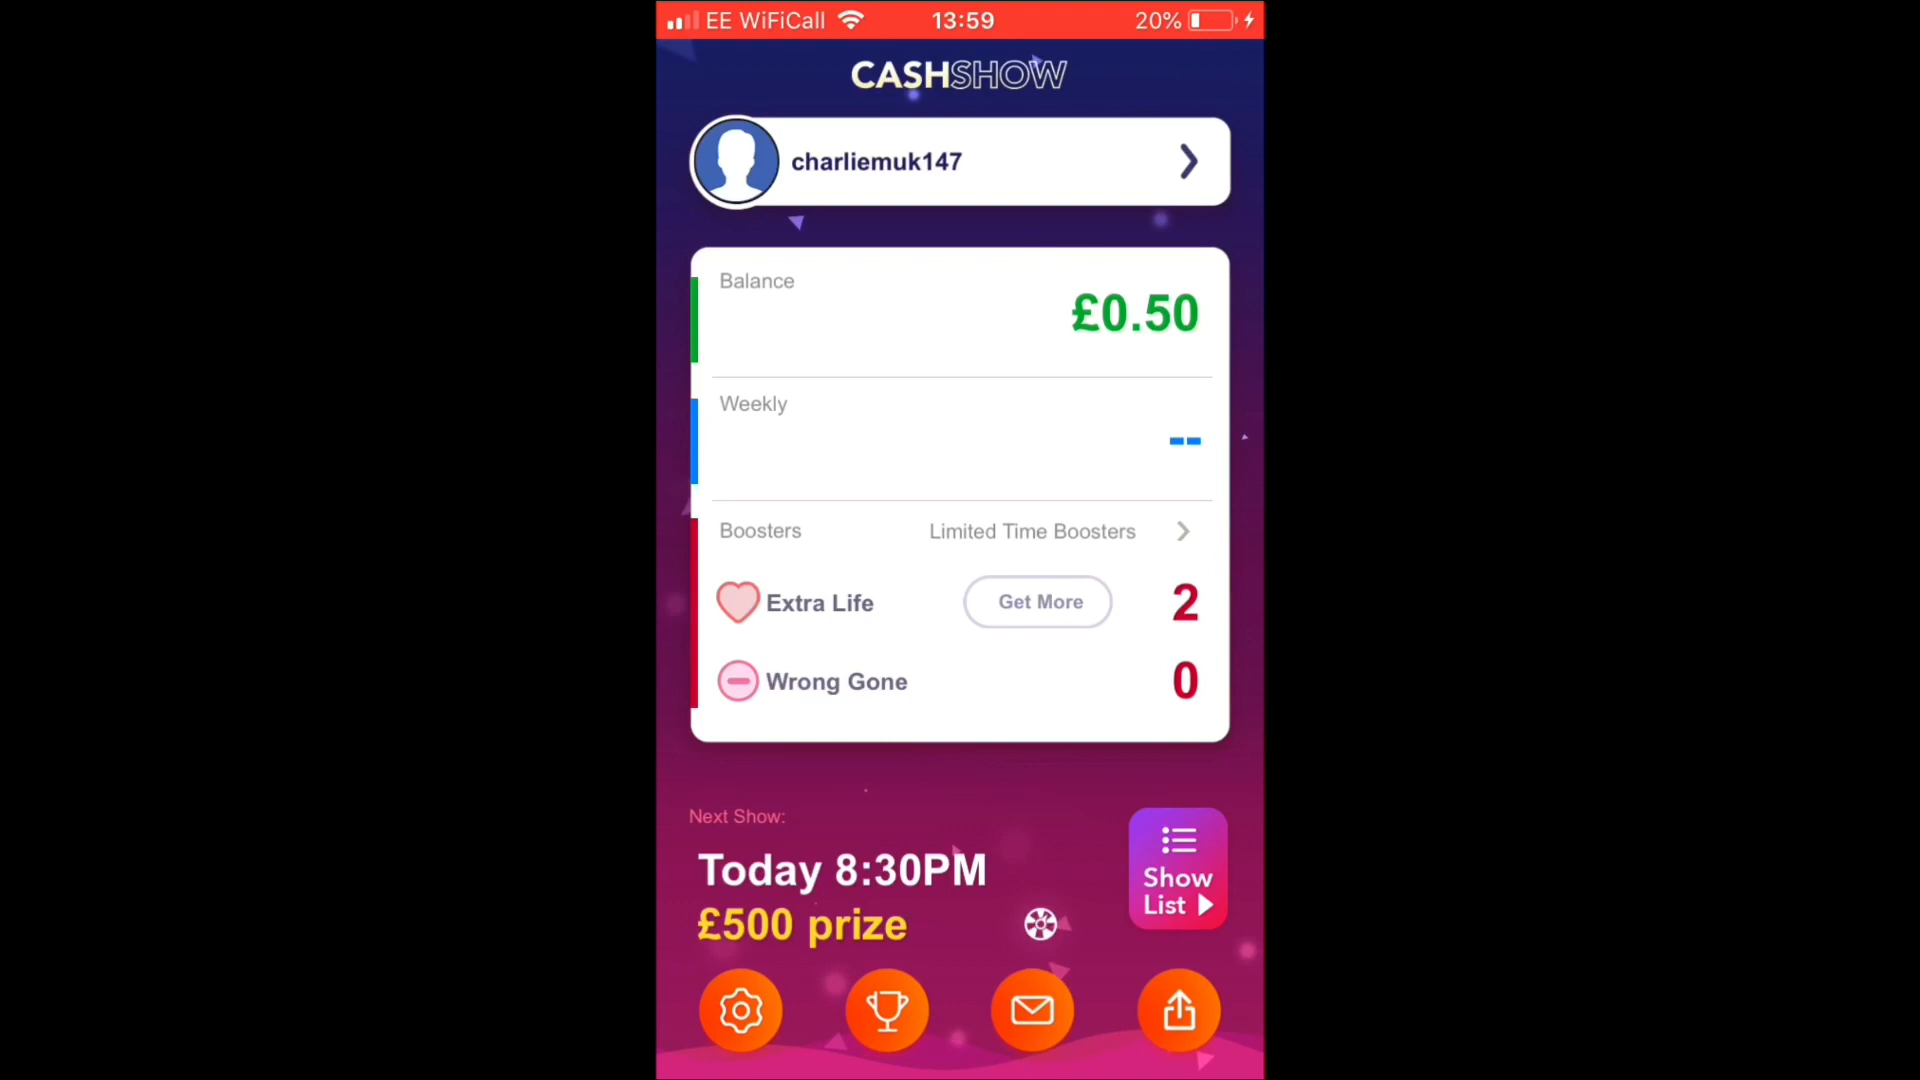 EE WiFiCall 13:59 20%
CASHSHOW
charliemuk147
Balance
£0.50
Weekly
--
Boosters Limited Time Boosters
Extra Life Get More 2
Wrong Gone 0
Next Show:
Today 8:30PM
£500 prize
Show
List